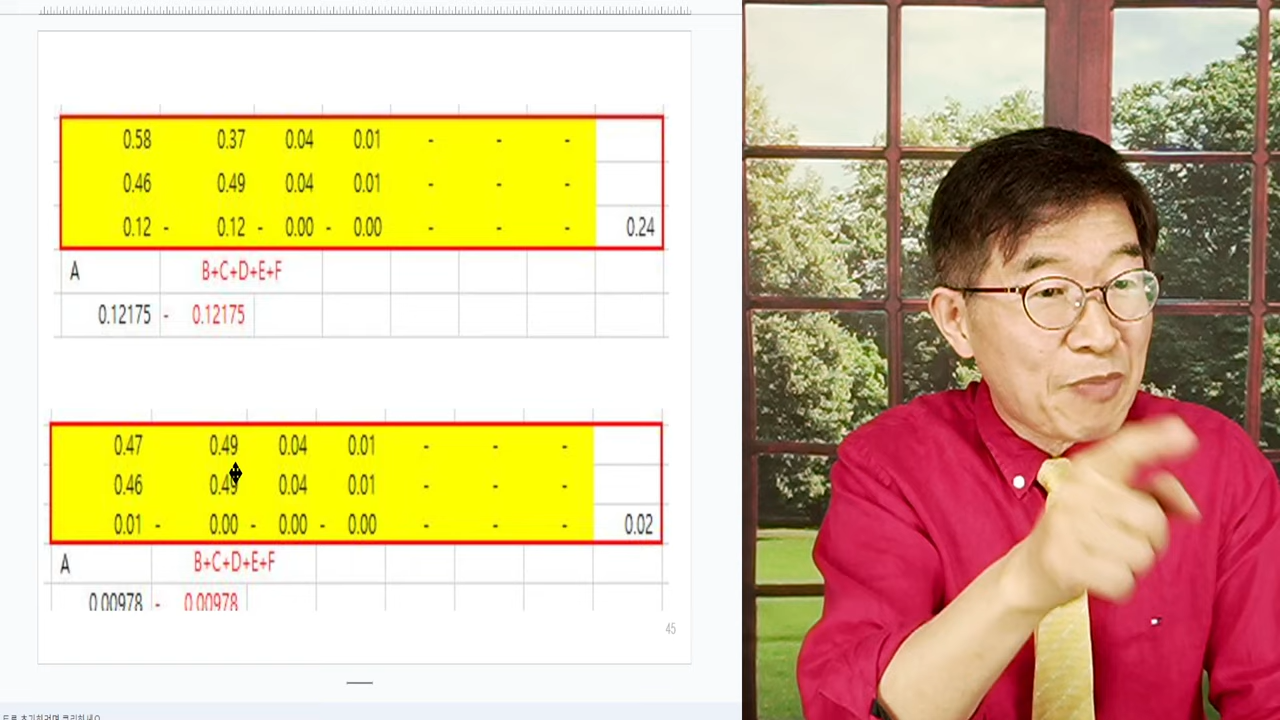 0.58 0.37 0.04 0.01 - - -
0.46 0.49 0.04 0.01 - - -
0.12 - 0.12 - 0.00 - 0.00 - - - 0.24
A B+C+D+E+F
0.12175 - 0.12175
0.47 0.49 0.04 0.01 - - -
0.46 0.49 0.04 0.01 - - -
0.01 - 0.00 - 0.00 - 0.00 - - - 0.02
A B+C+D+E+F
0.00978 - 0.00978
45